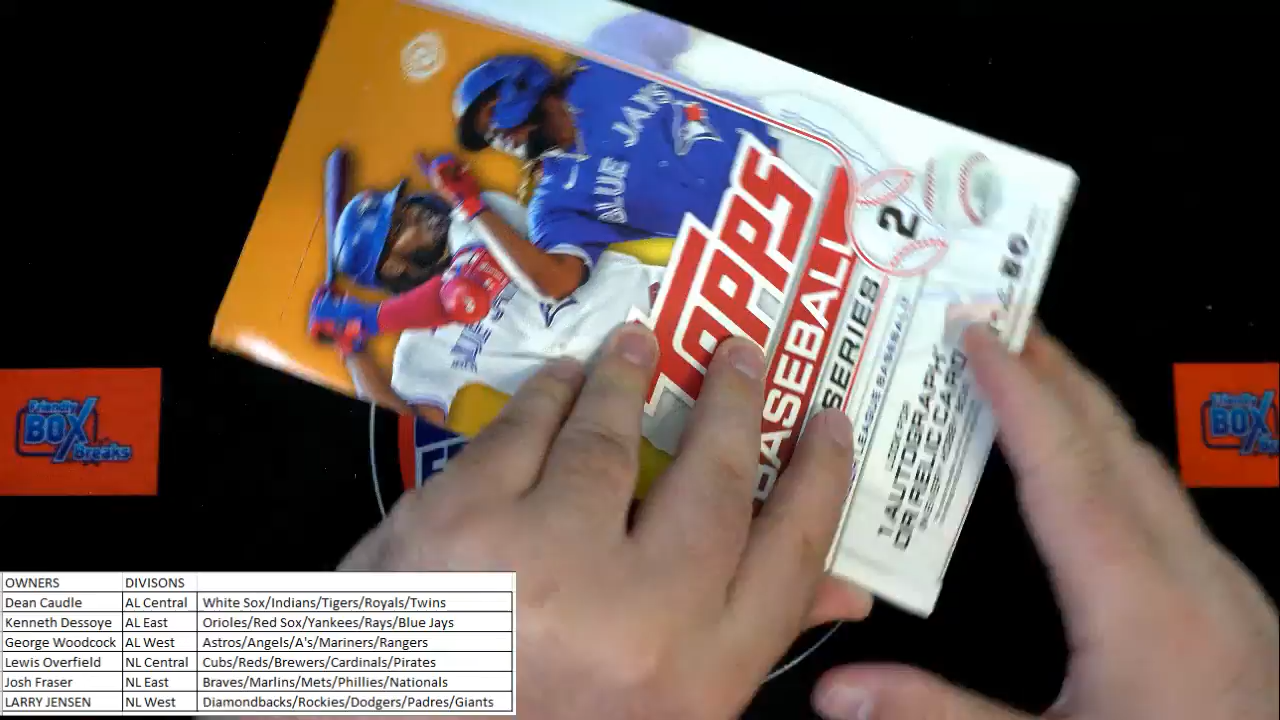 BLUE JAYS
TOPPS
BASEBALL
2
SERIES
1 AUTOGRAPH
OR RELIC CARD
Friendly
BOX
Breaks
Friendly
BOX
Breaks
OWNERS DIVISONS
Dean Caudle AL Central White Sox/Indians/Tigers/Royals/Twins
Kenneth Dessoye AL East Orioles/Red Sox/Yankees/Rays/Blue Jays
George Woodcock AL West Astros/Angels/A's/Mariners/Rangers
Lewis Overfield NL Central Cubs/Reds/Brewers/Cardinals/Pirates
Josh Fraser NL East Braves/Marlins/Mets/Phillies/Nationals
LARRY JENSEN NL West Diamondbacks/Rockies/Dodgers/Padres/Giants